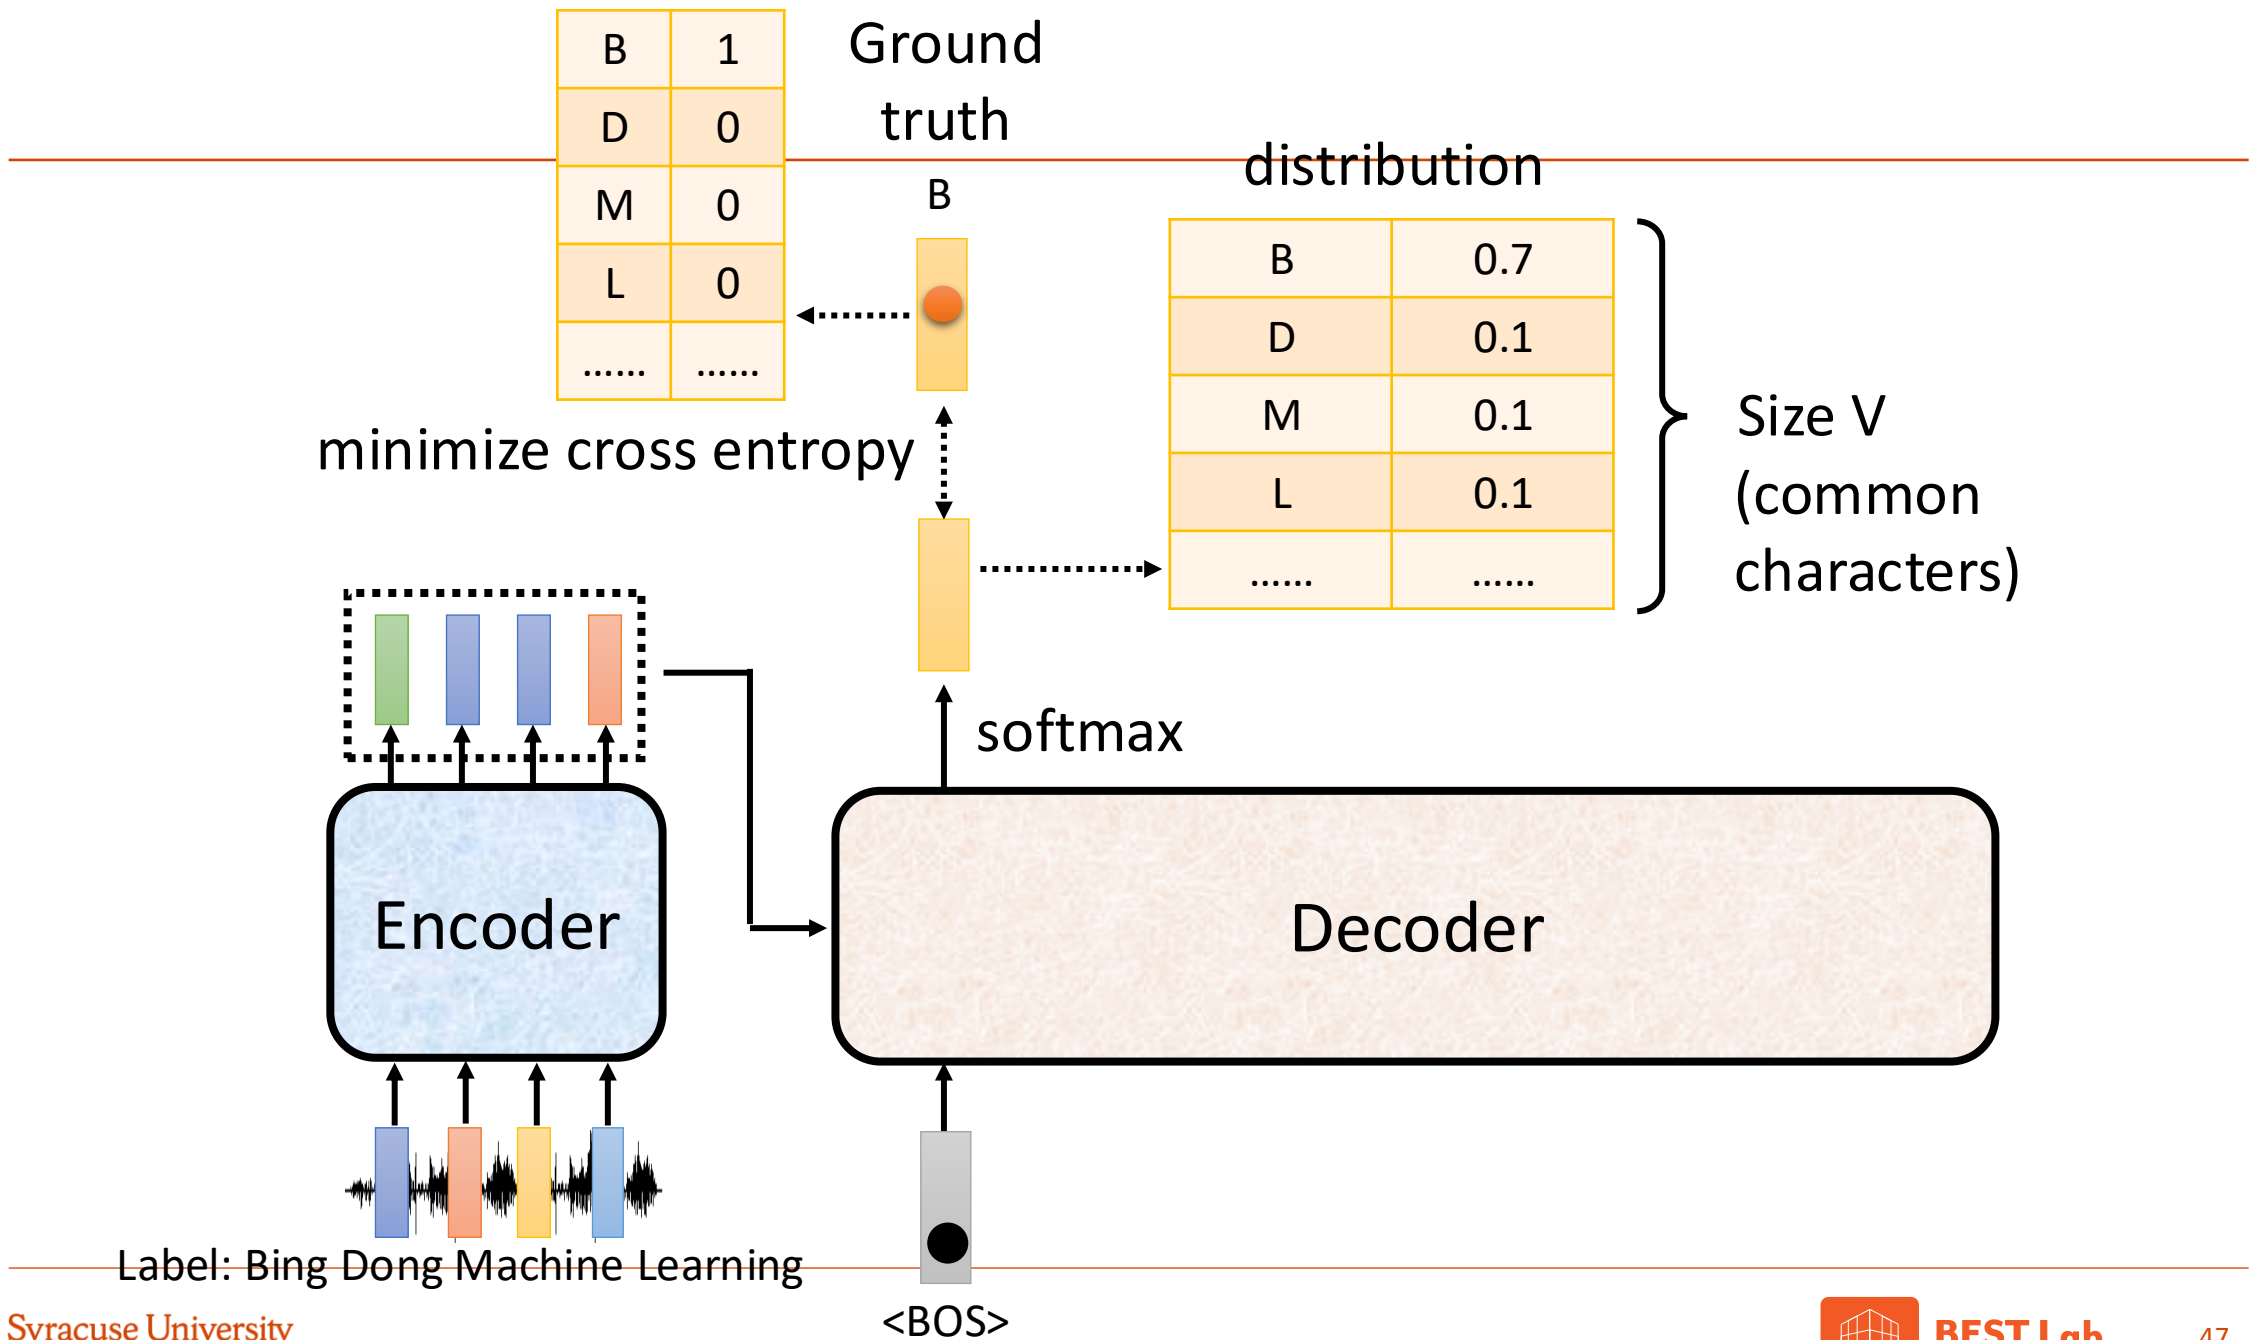 B 1
D 0
M 0
L 0
...... ......
Ground
truth
B
distribution
B 0.7
D 0.1
M 0.1
L 0.1
...... ......
Size V
(common
characters)
minimize cross entropy
softmax
Encoder
Decoder
Label: Bing Dong Machine Learning
<BOS>
Syracuse University
BEST Lab
47